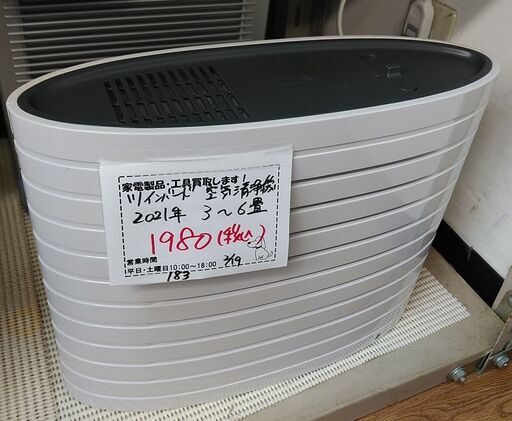 家電製品・工具買取します!
ツインバード 空気清浄機
2021年 3~6畳
1980(税込)
営業時間
平日・土曜日10:00~18:00
2/19
183